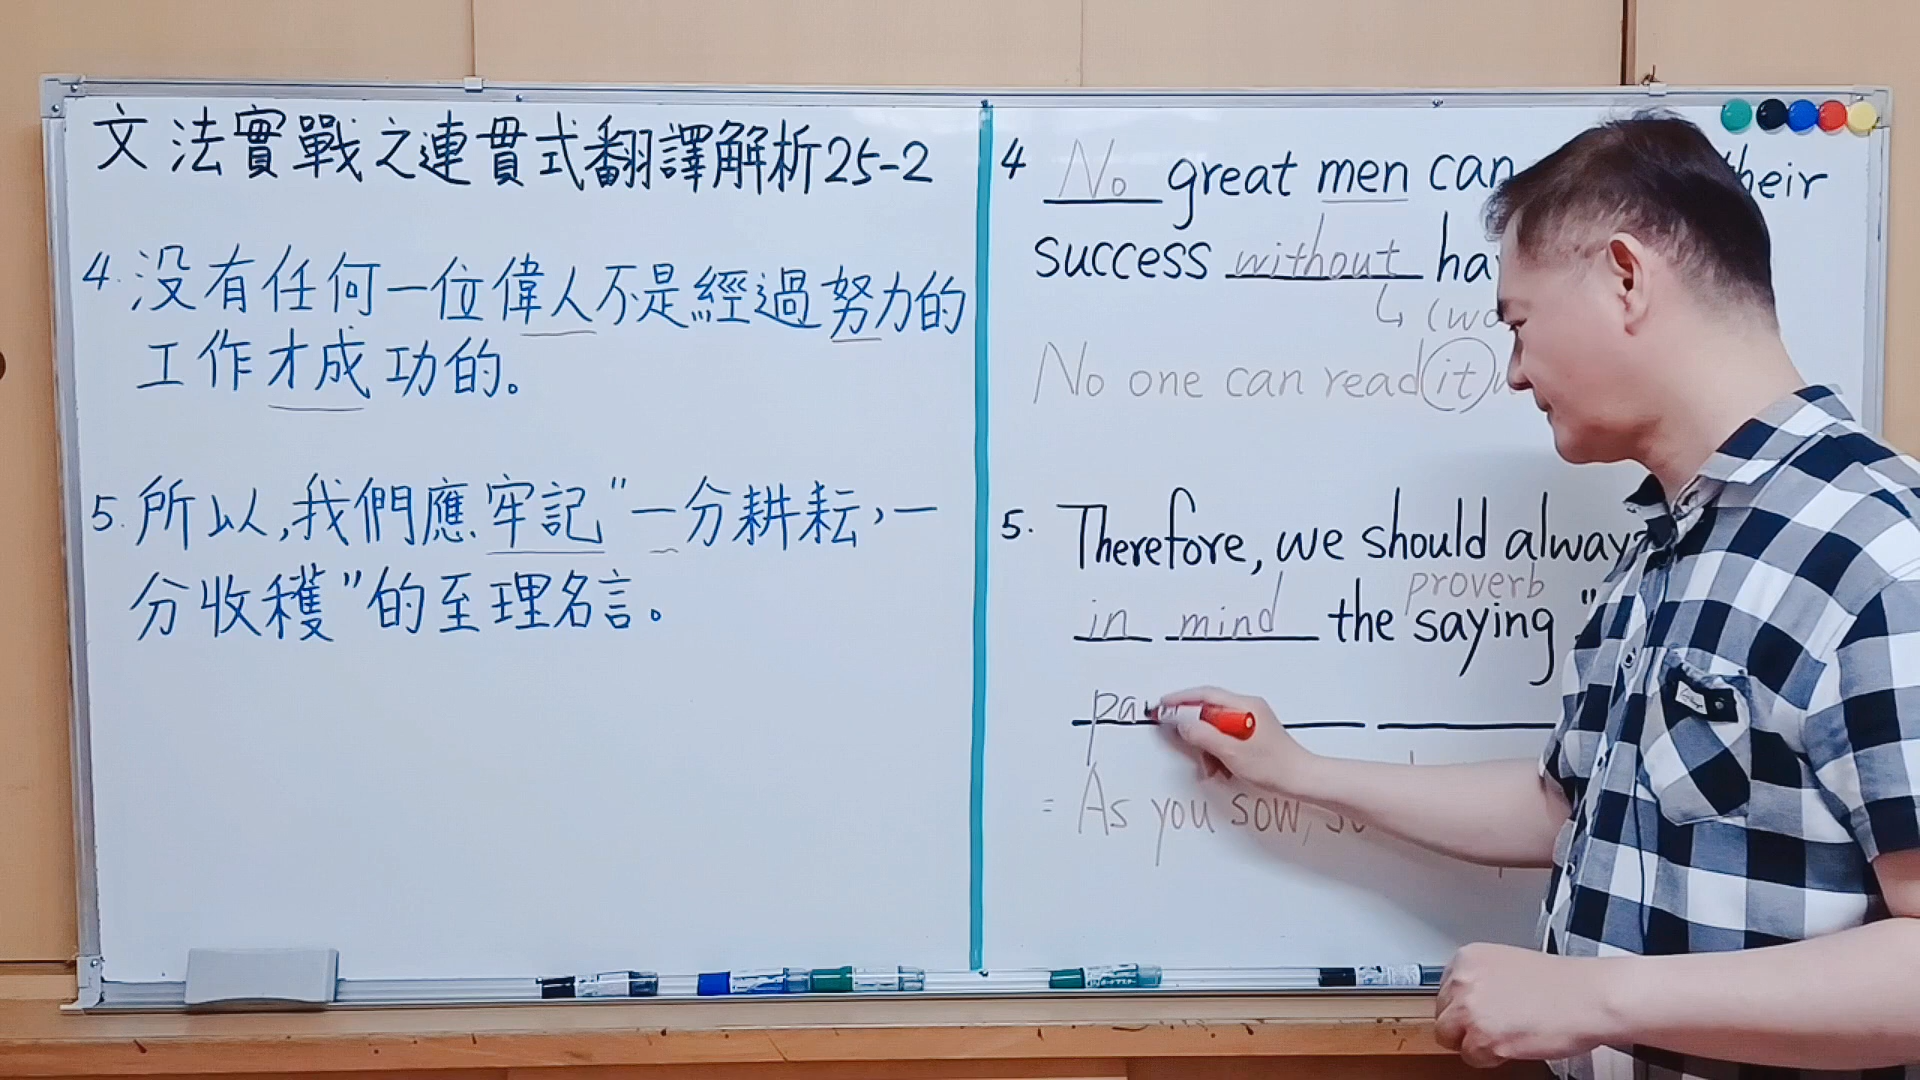 文法實戰之連貫式翻譯解析25-2
4. 没有任何一位偉人不是經過努力的
工作才成功的。
5. 所以,我們應牢記"一分耕耘,一
分收穫"的至理名言。
4 No great men can their
success without
No one can read it
5. Therefore, we should always
proverb
in mind the saying "
= As you sow,